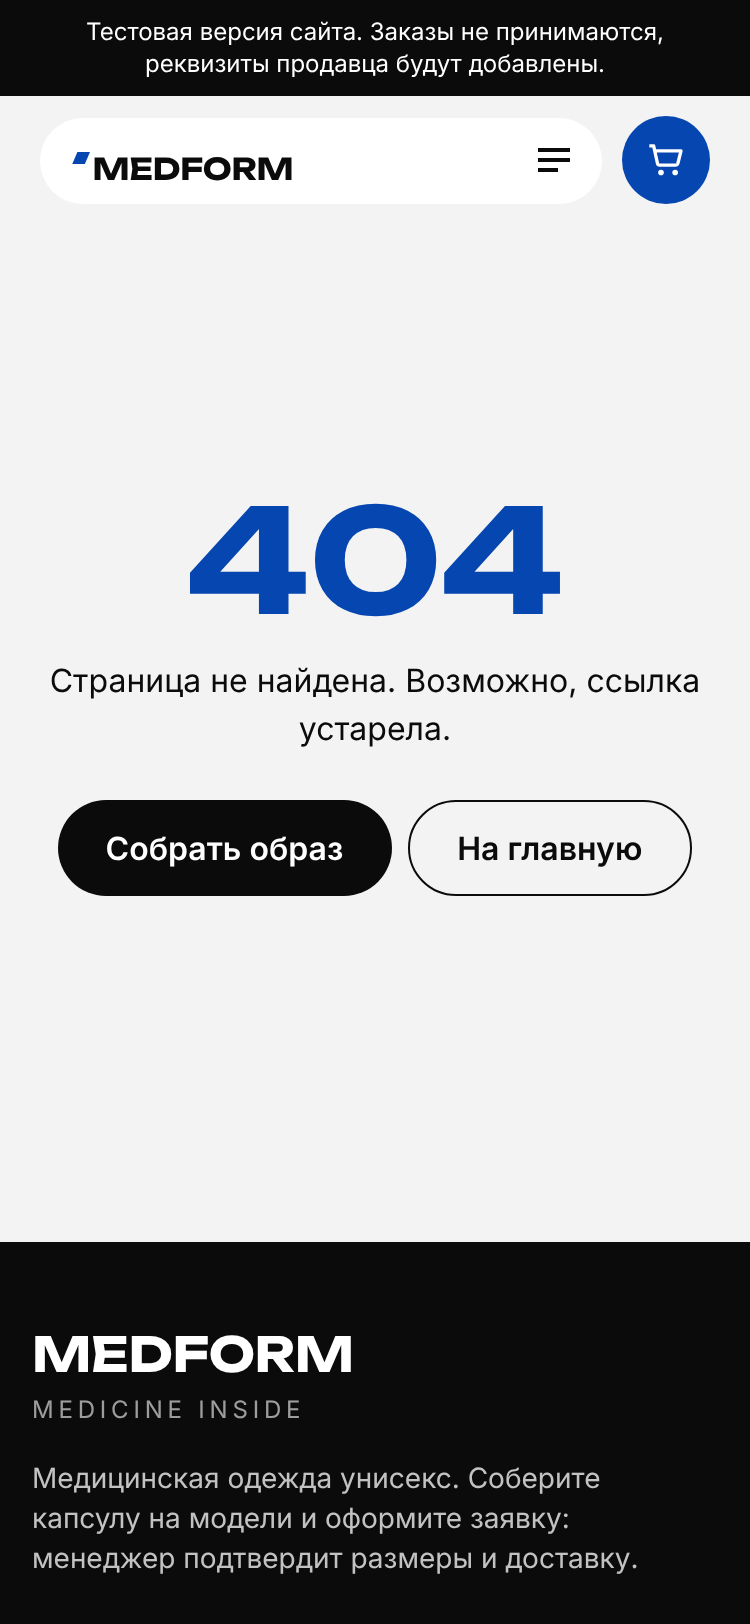 Тестовая версия сайта. Заказы не принимаются,
реквизиты продавца будут добавлены.
MEDFORM
404
Страница не найдена. Возможно, ссылка
устарела.
Собрать образ
На главную
MEDFORM
MEDICINE INSIDE
Медицинская одежда унисекс. Соберите
капсулу на модели и оформите заявку:
менеджер подтвердит размеры и доставку.